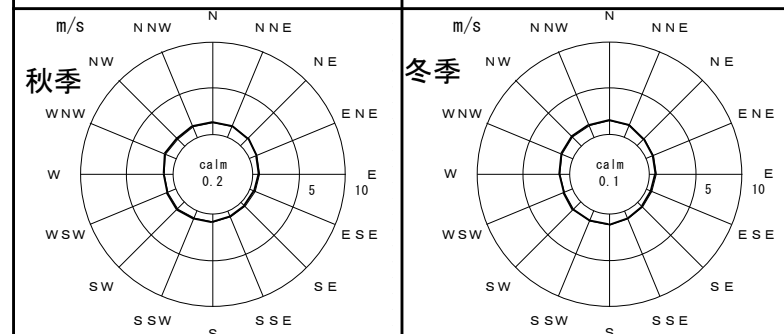 m/s
秋季
N
NNE
NE
ENE
E
ESE
SE
SSE
S
SSW
SW
WSW
W
WNW
NW
NNW
calm
0.2
5
10
m/s
冬季
N
NNE
NE
ENE
E
ESE
SE
SSE
S
SSW
SW
WSW
W
WNW
NW
NNW
calm
0.1
5
10